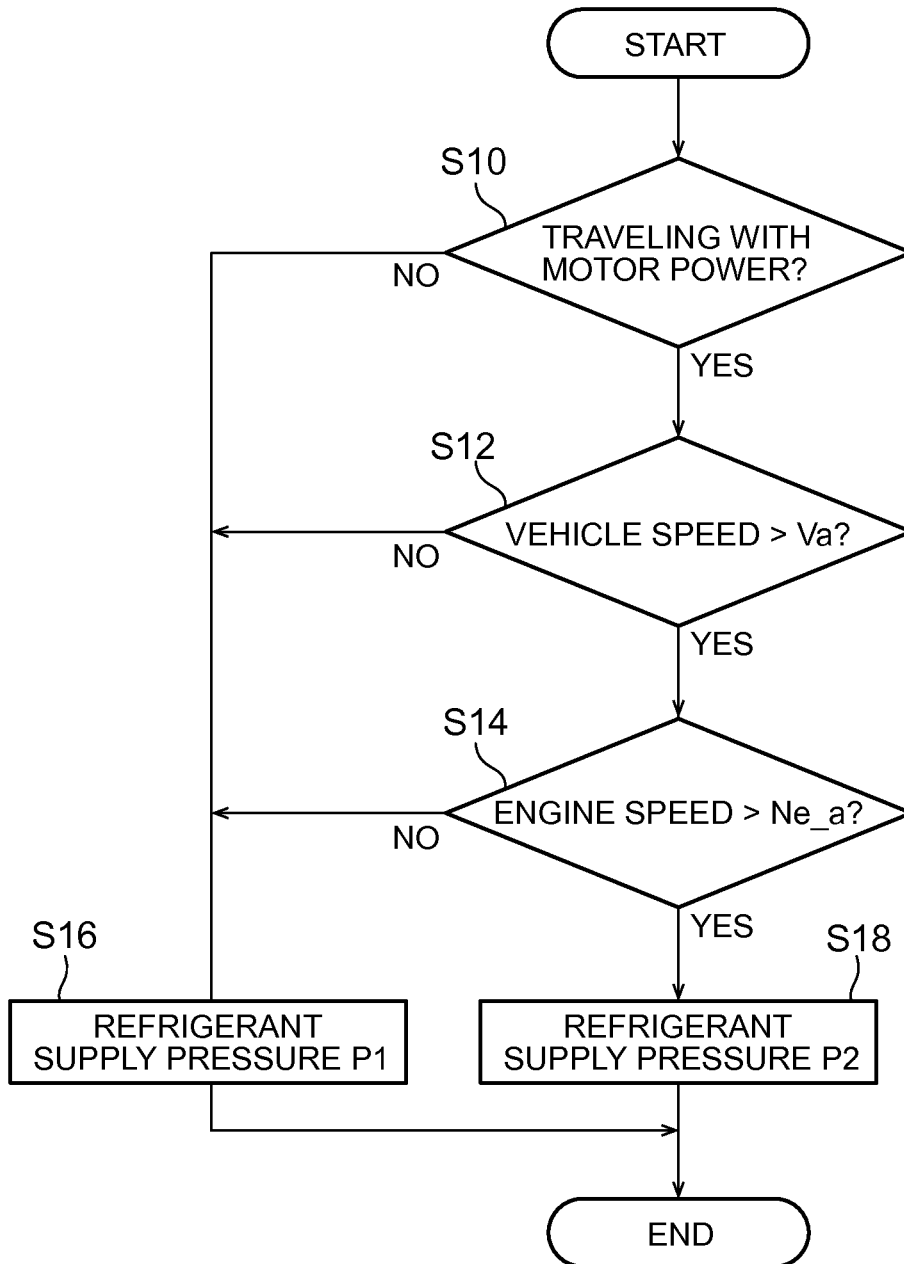 START
S10
TRAVELING WITH
MOTOR POWER?
NO
YES
S12
VEHICLE SPEED > Va?
NO
YES
S14
ENGINE SPEED > Ne_a?
NO
YES
S16
REFRIGERANT
SUPPLY PRESSURE P1
S18
REFRIGERANT
SUPPLY PRESSURE P2
END